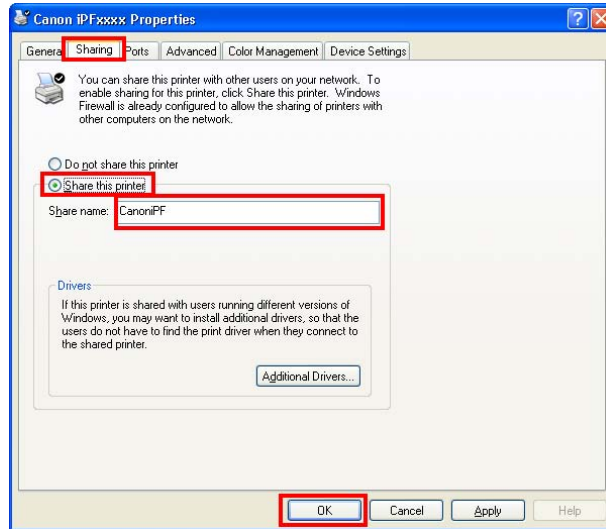 Canon iPFxxxx Properties
General Sharing Ports Advanced Color Management Device Settings
You can share this printer with other users on your network. To
enable sharing for this printer, click Share this printer. Windows
Firewall is already configured to allow the sharing of printers with
other computers on the network.
Do not share this printer
Share this printer
Share name: CanoniPF
Drivers
If this printer is shared with users running different versions of
Windows, you may want to install additional drivers, so that the
users do not have to find the print driver when they connect to
the shared printer.
Additional Drivers...
OK Cancel Apply Help